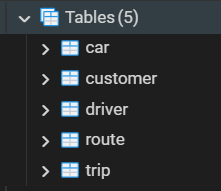 Tables (5)
car
customer
driver
route
trip